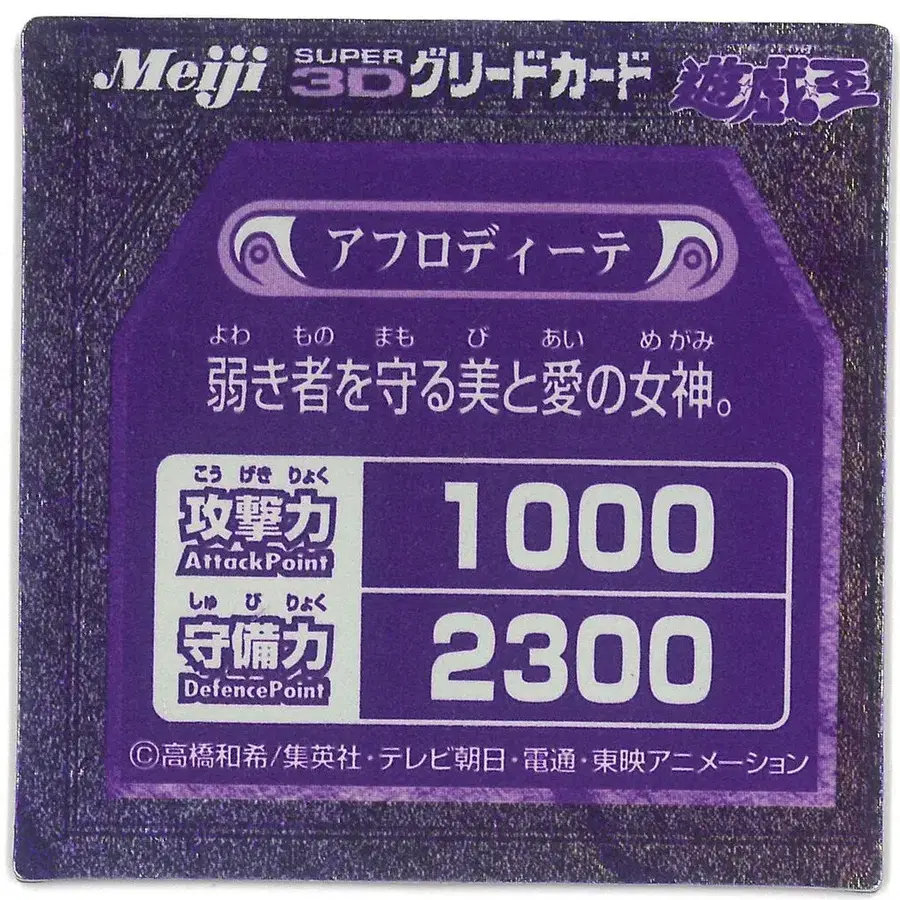 Meiji SUPER 3D グリードカード 遊戯王
アフロディーテ
よわ もの まも び あい めがみ
弱き者を守る美と愛の女神。
こう げき りょく
攻撃力 1000
AttackPoint
しゅ び りょく
守備力 2300
DefencePoint
©高橋和希/集英社・テレビ朝日・電通・東映アニメーション